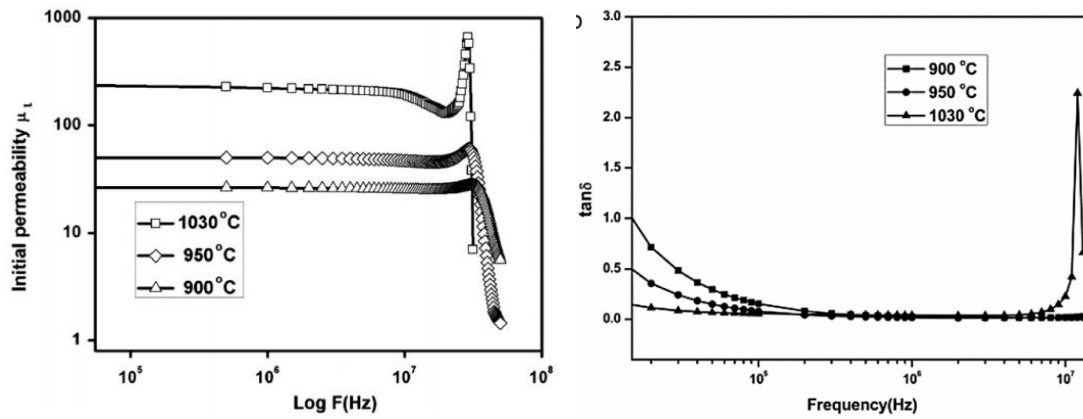 1000
100
10
1
Initial permeability μι
1030 °C
950 °C
900 °C
10⁵
10⁶
10⁷
10⁸
Log F(Hz)
3.0
2.5
2.0
1.5
1.0
0.5
0.0
tanδ
900 °C
950 °C
1030 °C
10⁵
10⁶
10⁷
Frequency(Hz)